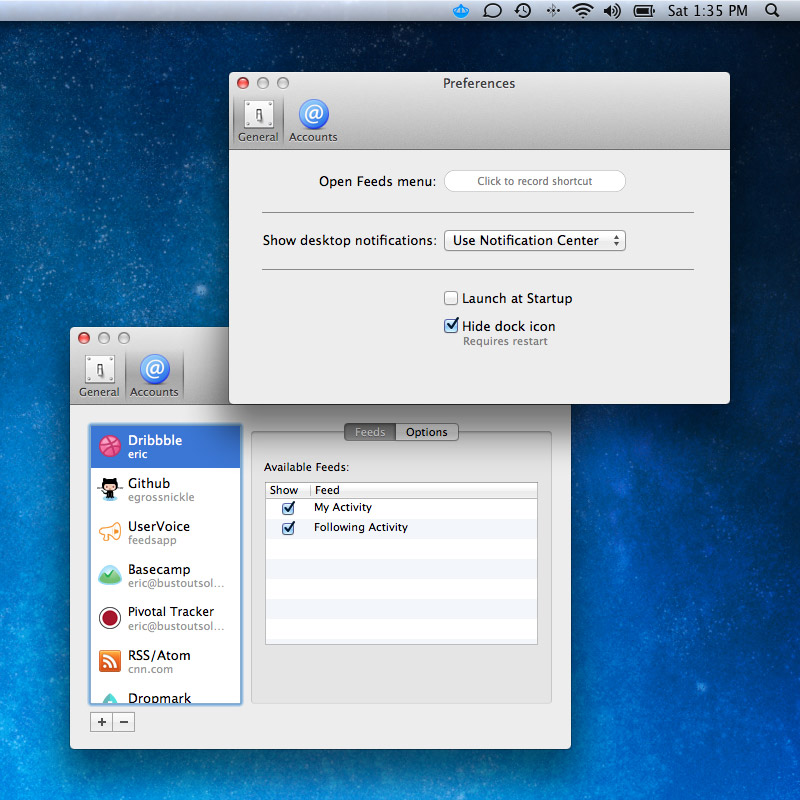 Sat 1:35 PM
Preferences
General Accounts
Open Feeds menu: Click to record shortcut
Show desktop notifications: Use Notification Center
Launch at Startup
Hide dock icon
Requires restart
General Accounts
Dribbble
eric
Github
egrossnickle
UserVoice
feedsapp
Basecamp
eric@bustoutsol...
Pivotal Tracker
eric@bustoutsol...
RSS/Atom
cnn.com
Dropmark
+ −
Feeds Options
Available Feeds:
Show Feed
My Activity
Following Activity